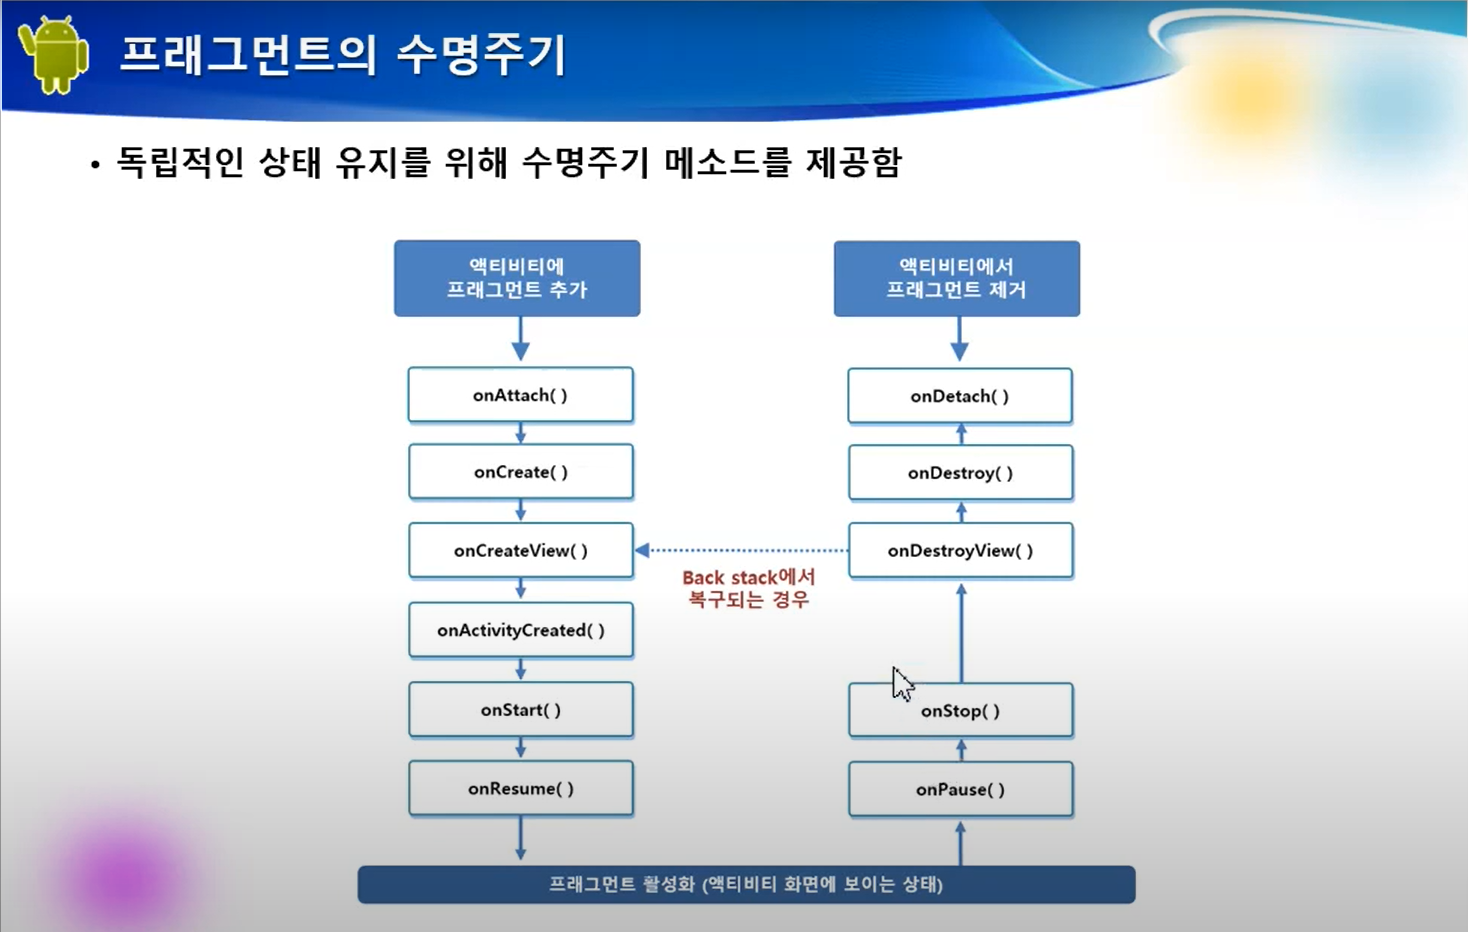 프래그먼트의 수명주기
• 독립적인 상태 유지를 위해 수명주기 메소드를 제공함
액티비티에
프래그먼트 추가
onAttach( )
onCreate( )
onCreateView( )
onActivityCreated( )
onStart( )
onResume( )
액티비티에서
프래그먼트 제거
onDetach( )
onDestroy( )
onDestroyView( )
Back stack에서
복구되는 경우
onStop( )
onPause( )
프래그먼트 활성화 (액티비티 화면에 보이는 상태)